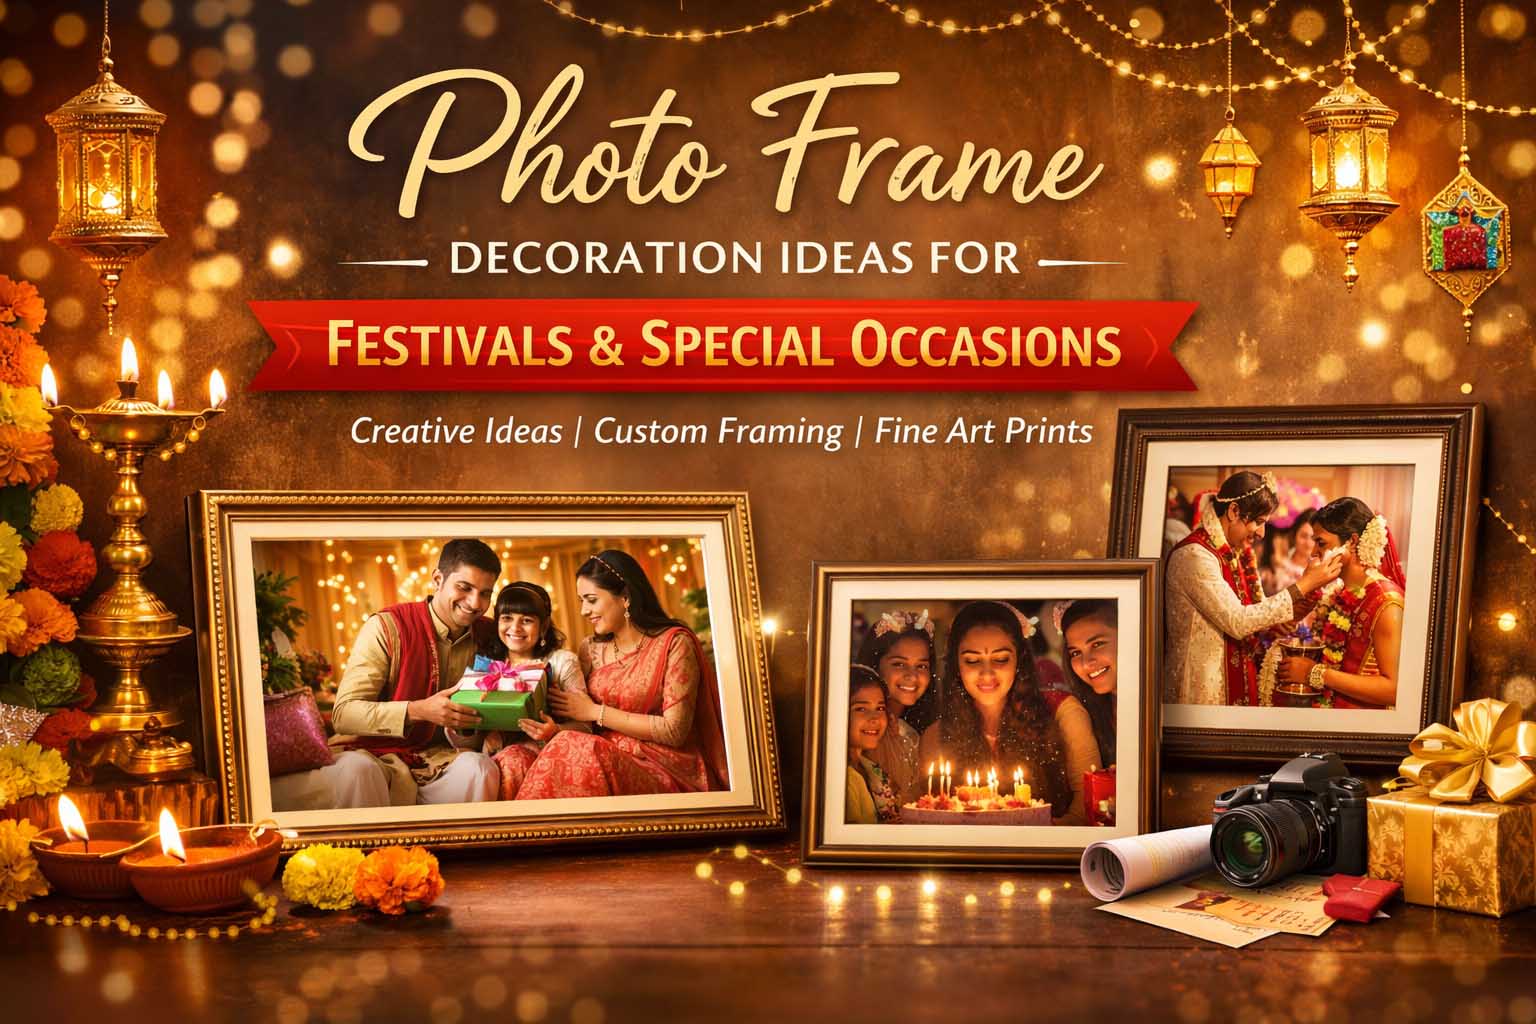 Photo Frame
DECORATION IDEAS FOR
FESTIVALS & SPECIAL OCCASIONS
Creative Ideas | Custom Framing | Fine Art Prints